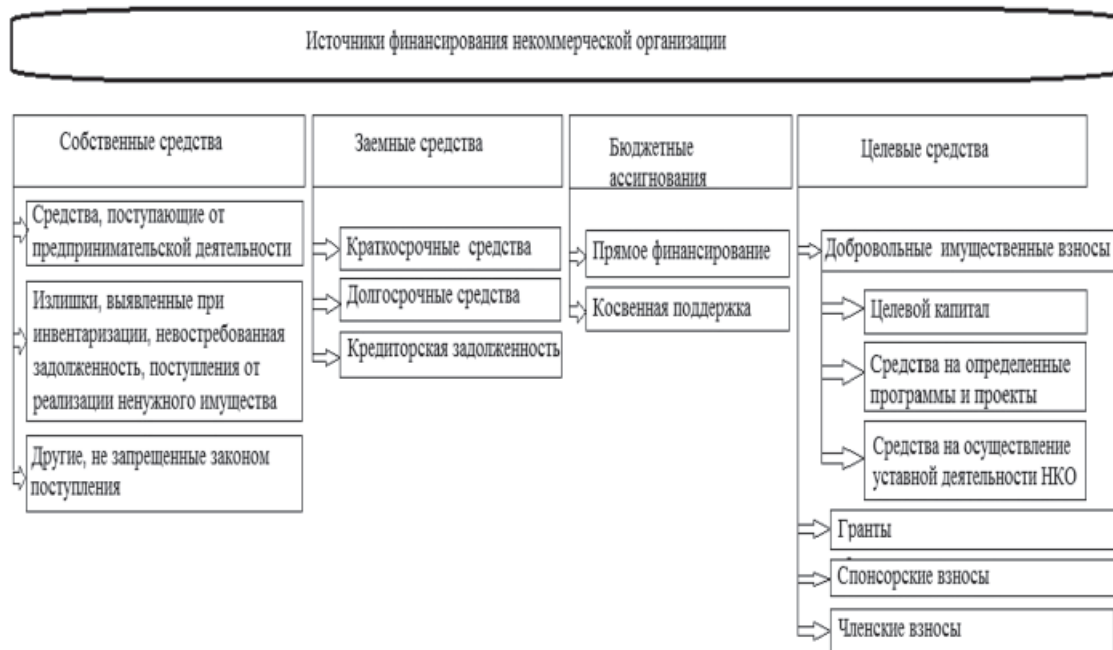 Источники финансирования некоммерческой организации
Собственные средства
Средства, поступающие от
предпринимательской деятельности
Излишки, выявленные при
инвентаризации, невостребованная
задолженность, поступления от
реализации ненужного имущества
Другие, не запрещенные законом
поступления
Заемные средства
Краткосрочные средства
Долгосрочные средства
Кредиторская задолженность
Бюджетные
ассигнования
Прямое финансирование
Косвенная поддержка
Целевые средства
Добровольные имущественные взносы
Целевой капитал
Средства на определенные
программы и проекты
Средства на осуществление
уставной деятельности НКО
Гранты
Спонсорские взносы
Членские взносы